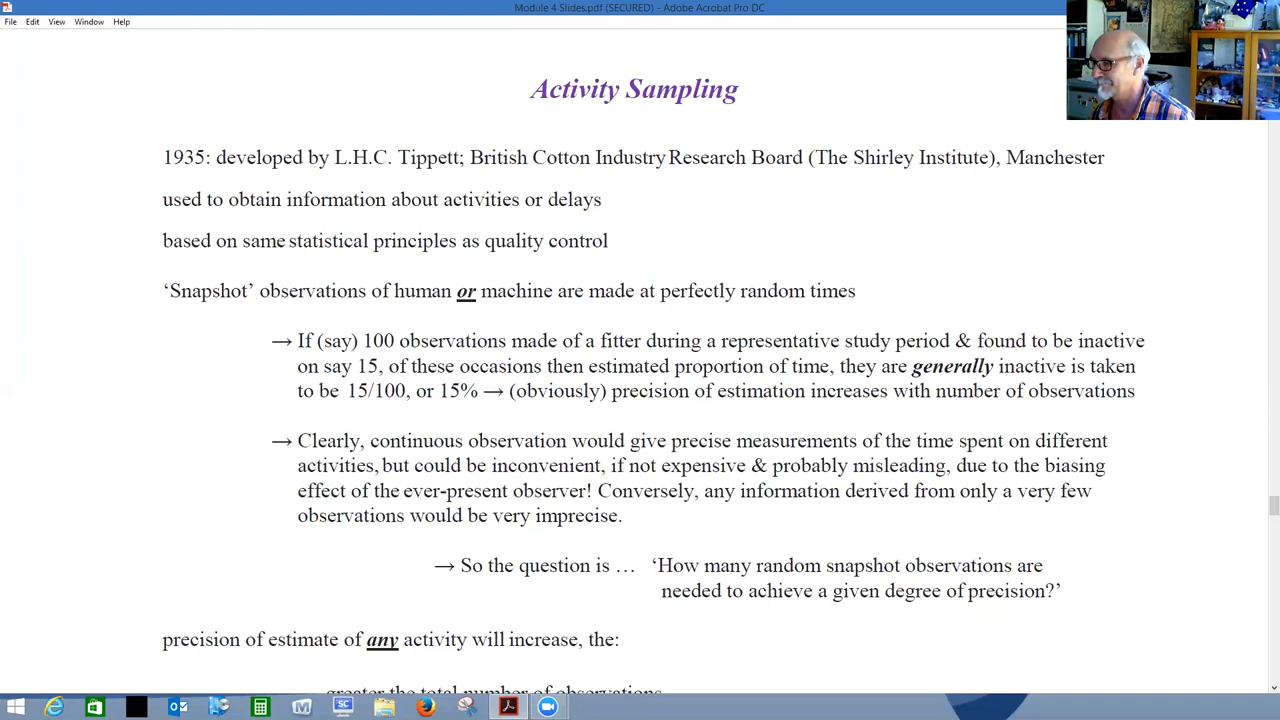 Module 4 Slides.pdf (SECURED) - Adobe Acrobat Pro DC
File Edit View Window Help
Activity Sampling
1935: developed by L.H.C. Tippett; British Cotton Industry Research Board (The Shirley Institute), Manchester
used to obtain information about activities or delays
based on same statistical principles as quality control
‘Snapshot’ observations of human or machine are made at perfectly random times
→ If (say) 100 observations made of a fitter during a representative study period & found to be inactive
on say 15, of these occasions then estimated proportion of time, they are generally inactive is taken
to be 15/100, or 15% → (obviously) precision of estimation increases with number of observations
→ Clearly, continuous observation would give precise measurements of the time spent on different
activities, but could be inconvenient, if not expensive & probably misleading, due to the biasing
effect of the ever-present observer! Conversely, any information derived from only a very few
observations would be very imprecise.
→ So the question is … ‘How many random snapshot observations are
needed to achieve a given degree of precision?’
precision of estimate of any activity will increase, the:
greater the total number of observations